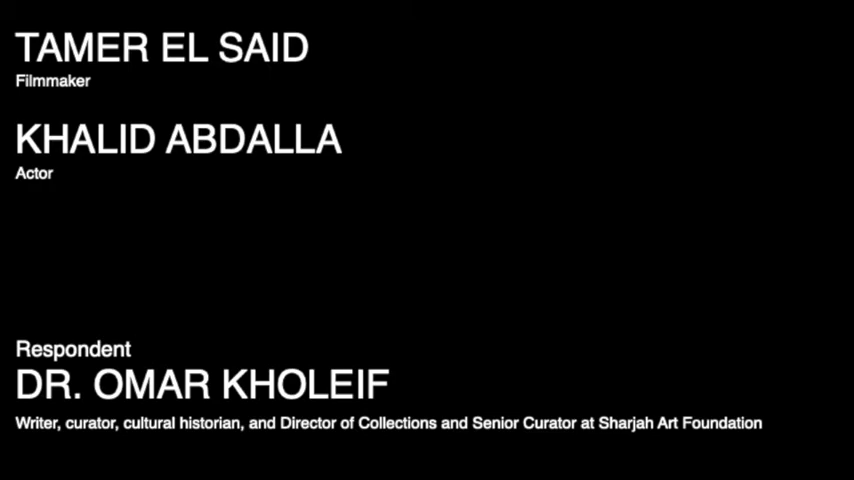 TAMER EL SAID
Filmmaker
KHALID ABDALLA
Actor
Respondent
DR. OMAR KHOLEIF
Writer, curator, cultural historian, and Director of Collections and Senior Curator at Sharjah Art Foundation